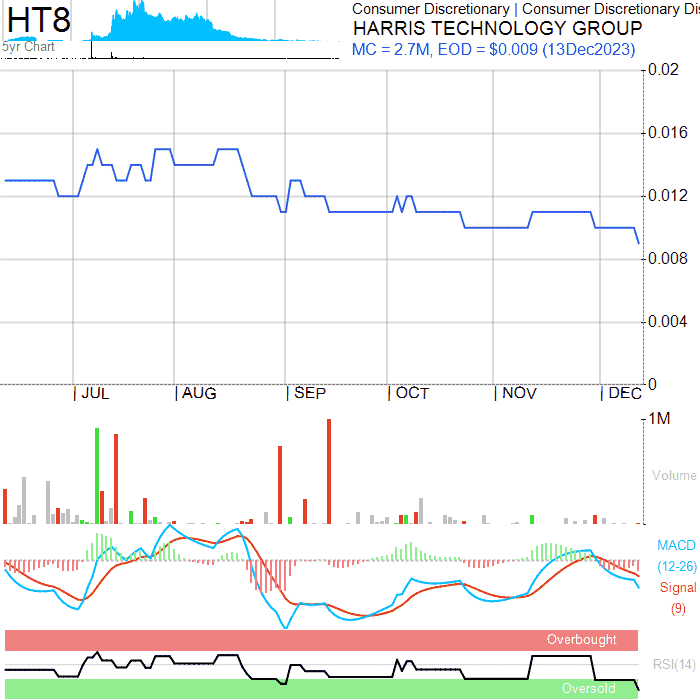 HT8
5yr Chart
Consumer Discretionary | Consumer Discretionary Dis
HARRIS TECHNOLOGY GROUP
MC = 2.7M, EOD = $0.009 (13Dec2023)
0.02
0.016
0.012
0.008
0.004
0
| JUL | AUG | SEP | OCT | NOV | DEC
1M
Volume
MACD
(12-26)
Signal
(9)
Overbought
RSI(14)
Oversold